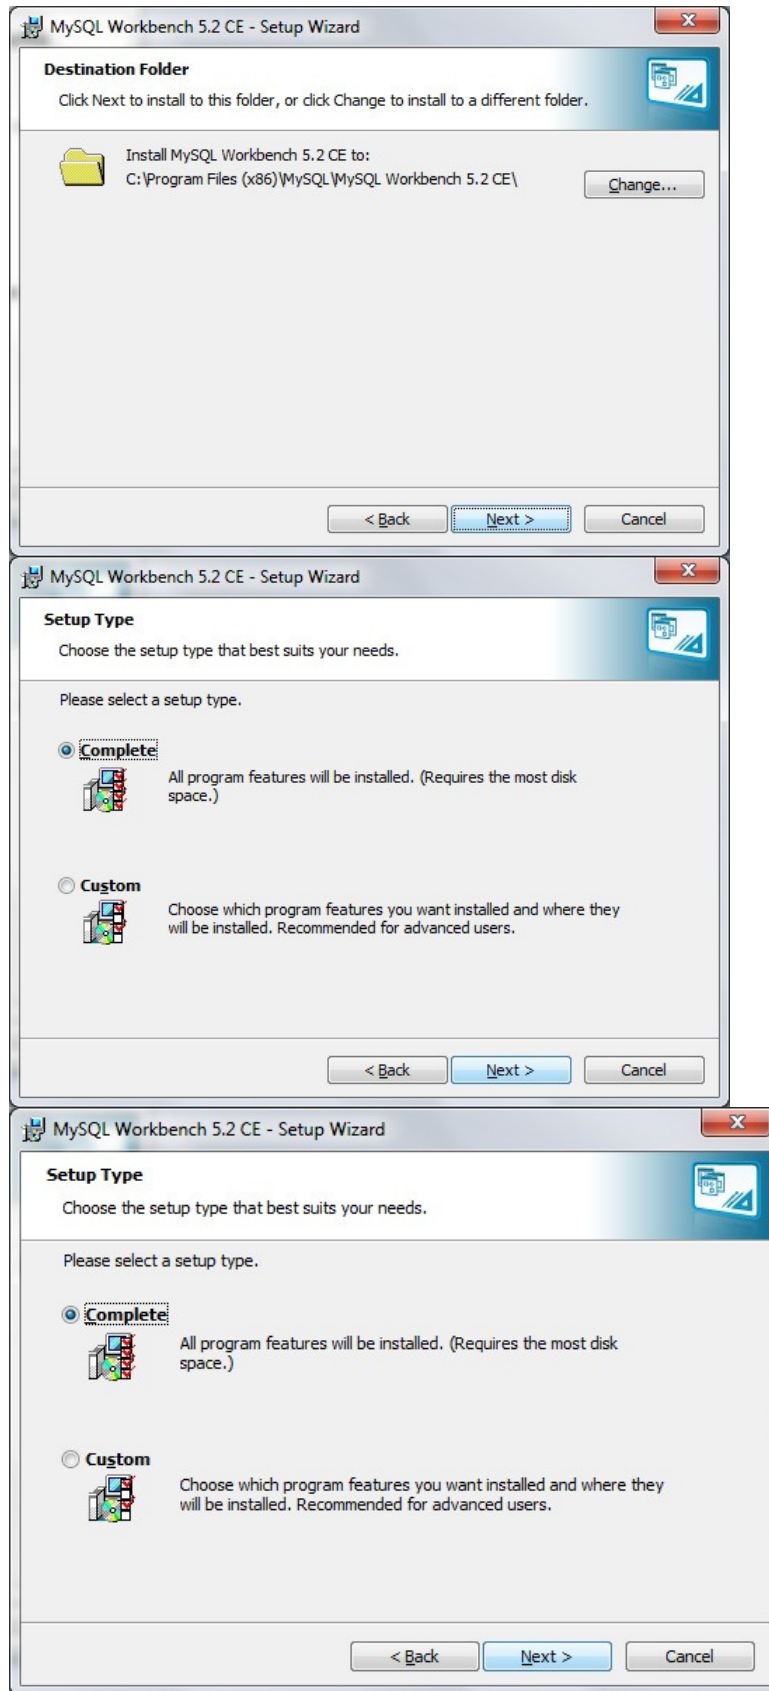 MySQL Workbench 5.2 CE - Setup Wizard
Destination Folder
Click Next to install to this folder, or click Change to install to a different folder.
Install MySQL Workbench 5.2 CE to:
C:\Program Files (x86)\MySQL\MySQL Workbench 5.2 CE\
Change...
< Back Next > Cancel
MySQL Workbench 5.2 CE - Setup Wizard
Setup Type
Choose the setup type that best suits your needs.
Please select a setup type.
Complete
All program features will be installed. (Requires the most disk
space.)
Custom
Choose which program features you want installed and where they
will be installed. Recommended for advanced users.
< Back Next > Cancel
MySQL Workbench 5.2 CE - Setup Wizard
Setup Type
Choose the setup type that best suits your needs.
Please select a setup type.
Complete
All program features will be installed. (Requires the most disk
space.)
Custom
Choose which program features you want installed and where they
will be installed. Recommended for advanced users.
< Back Next > Cancel